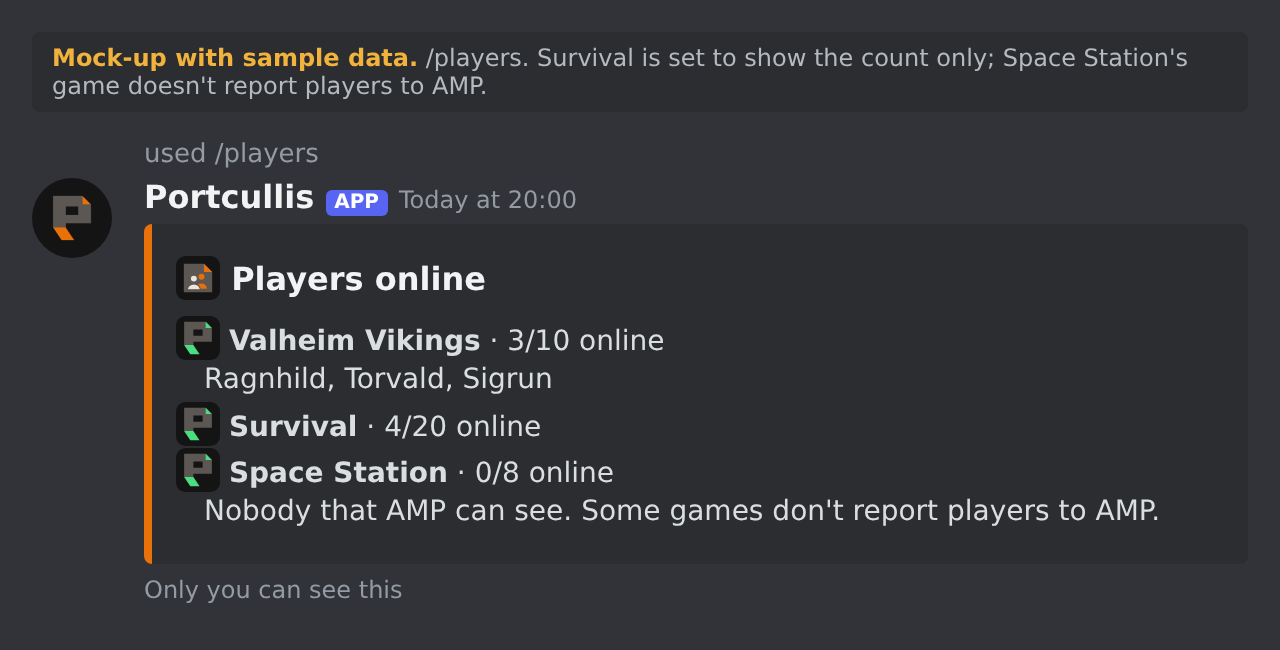 Mock-up with sample data. /players. Survival is set to show the count only; Space Station's
game doesn't report players to AMP.
used /players
Portcullis APP Today at 20:00
Players online
Valheim Vikings · 3/10 online
Ragnhild, Torvald, Sigrun
Survival · 4/20 online
Space Station · 0/8 online
Nobody that AMP can see. Some games don't report players to AMP.
Only you can see this